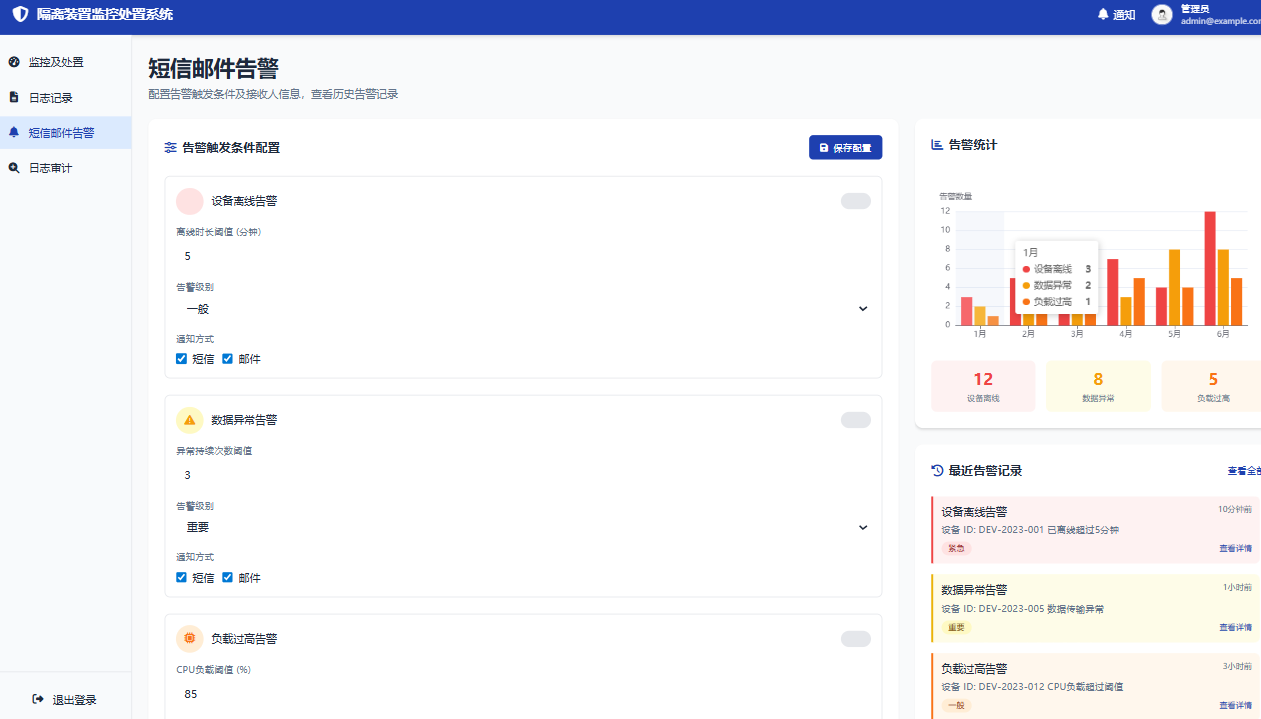 隔离装置监控处置系统
通知
管理员
admin@example.com
监控及处置
日志记录
短信邮件告警
日志审计
退出登录
短信邮件告警
配置告警触发条件及接收人信息，查看历史告警记录
告警触发条件配置
保存配置
设备离线告警
离线时长阈值 (分钟)
5
告警级别
一般
通知方式
短信 邮件
数据异常告警
异常持续次数阈值
3
告警级别
重要
通知方式
短信 邮件
负载过高告警
CPU负载阈值 (%)
85
告警统计
告警数量
12
10
8
6
4
2
0
1月 2月 3月 4月 5月 6月
1月
设备离线 3
数据异常 2
负载过高 1
12
设备离线
8
数据异常
5
负载过高
最近告警记录
查看全部
设备离线告警
10分钟前
设备 ID: DEV-2023-001 已离线超过5分钟
紧急
查看详情
数据异常告警
1小时前
设备 ID: DEV-2023-005 数据传输异常
重要
查看详情
负载过高告警
3小时前
设备 ID: DEV-2023-012 CPU负载超过阈值
一般
查看详情